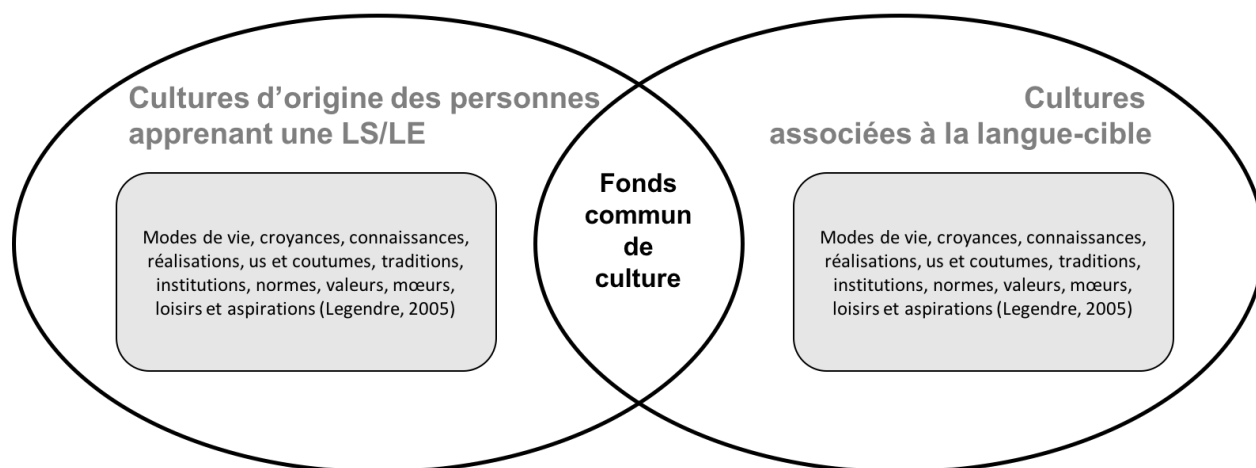 Cultures d'origine des personnes
apprenant une LS/LE
Modes de vie, croyances, connaissances,
réalisations, us et coutumes, traditions,
institutions, normes, valeurs, mœurs,
loisirs et aspirations (Legendre, 2005)
Fonds
commun
de
culture
Cultures
associées à la langue-cible
Modes de vie, croyances, connaissances,
réalisations, us et coutumes, traditions,
institutions, normes, valeurs, mœurs,
loisirs et aspirations (Legendre, 2005)